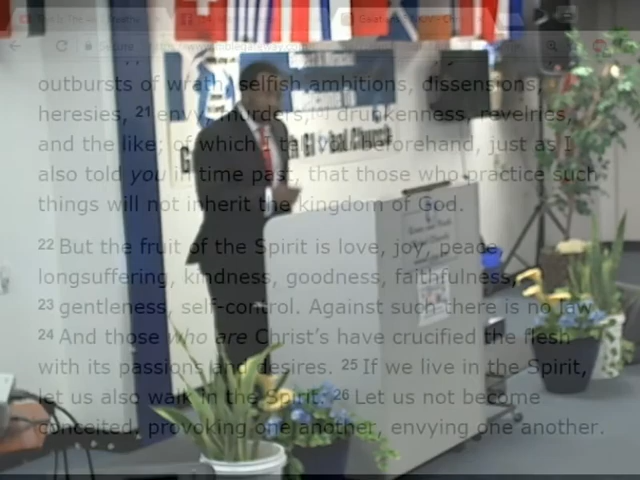 Secure
outbursts of wrath, selfish ambitions, dissensions,
heresies, 21 envy, murders, drunkenness, revelries,
and the like; of which I tell you beforehand, just as I
also told you in time past, that those who practice such
things will not inherit the kingdom of God.
22 But the fruit of the Spirit is love, joy, peace,
longsuffering, kindness, goodness, faithfulness,
23 gentleness, self-control. Against such there is no law.
24 And those who are Christ's have crucified the flesh
with its passions and desires. 25 If we live in the Spirit,
let us also walk in the Spirit. 26 Let us not become
conceited, provoking one another, envying one another.